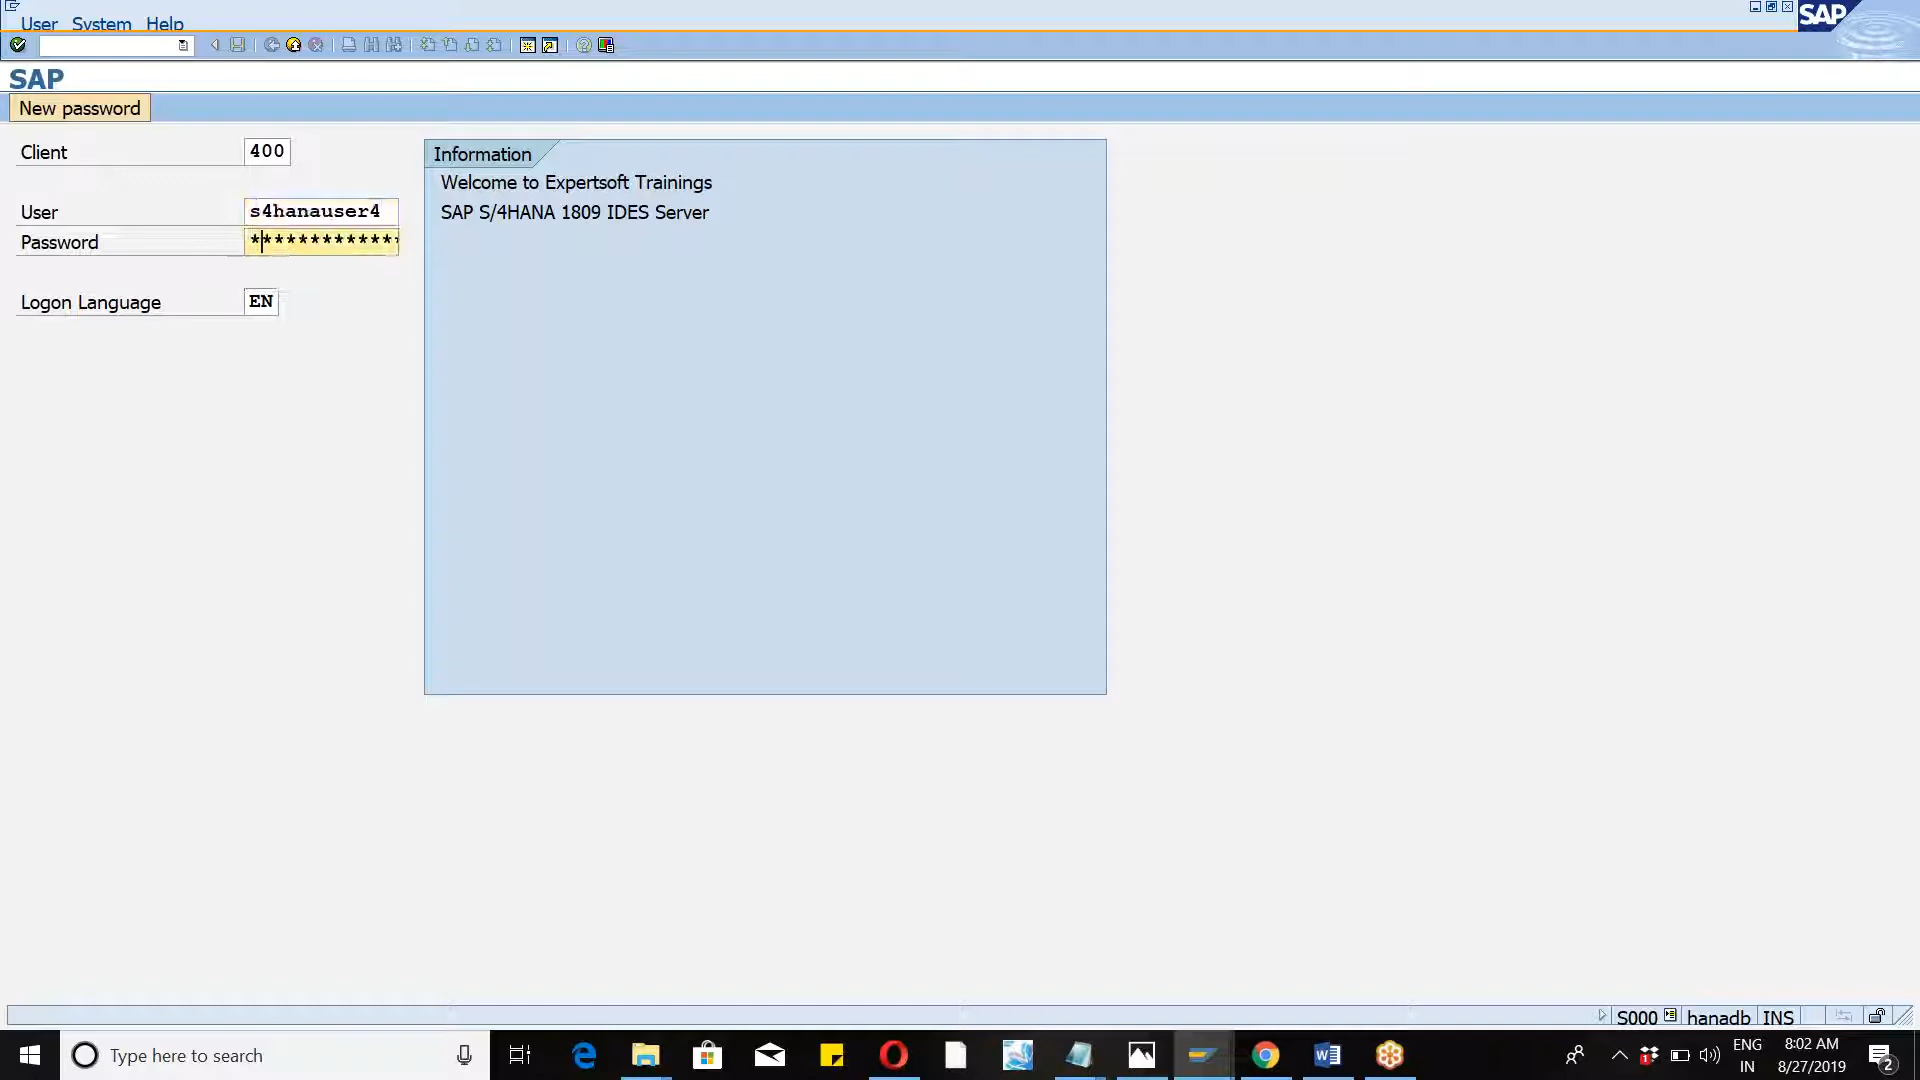 User System Help
SAP
SAP
New password
Client 400
User s4hanauser4
Password *************
Logon Language EN
Information
Welcome to Expertsoft Trainings
SAP S/4HANA 1809 IDES Server
S000 hanadb INS
Type here to search
1
ENG
IN
8:02 AM
8/27/2019
2